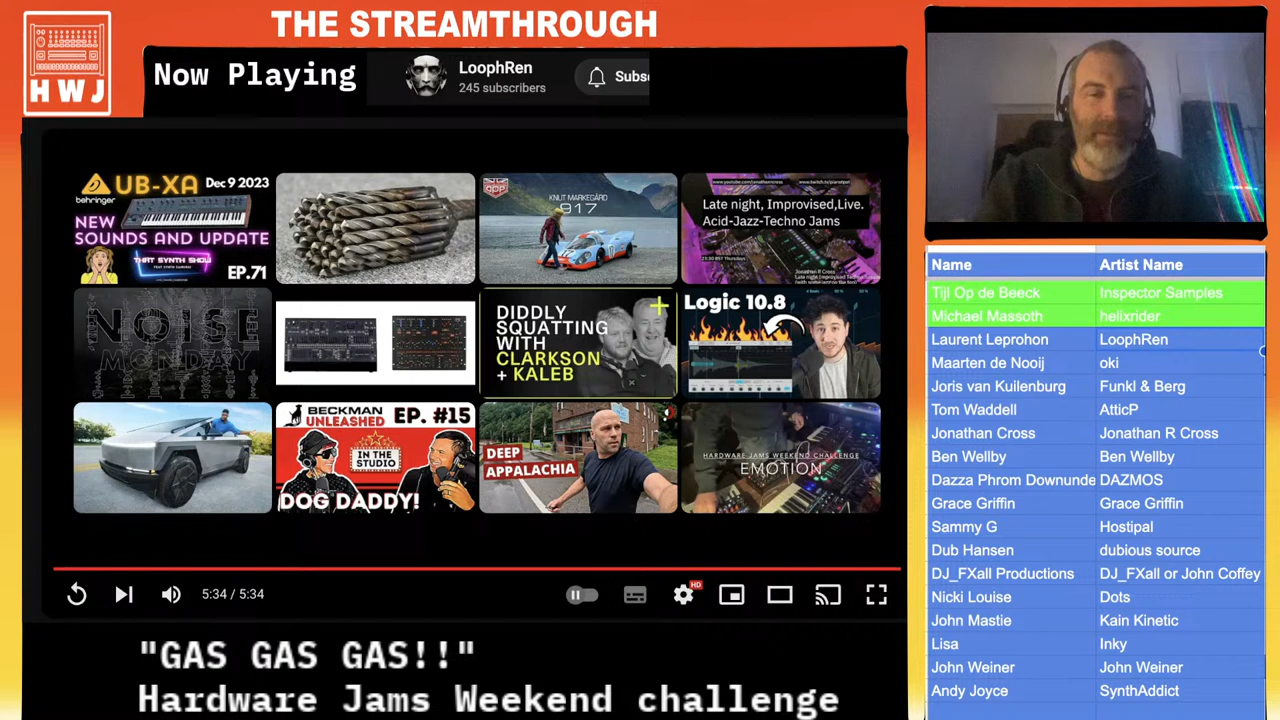 THE STREAMTHROUGH
HWJ
Now Playing
LoophRen
245 subscribers
Subsc
behringer
UB-XA
Dec 9 2023
NEW
SOUNDS AND UPDATE
THAT SYNTH SHOW
EP.71
KNUT MARKEGÅRD
917
Late night, Improvised,Live.
Acid-Jazz-Techno Jams
NOISE
MONDAY
DIDDLY
SQUATTING
WITH
CLARKSON
+ KALEB
Logic 10.8
BECKMAN
UNLEASHED
EP. #15
IN THE
STUDIO
DOG DADDY!
DEEP
APPALACHIA
HARDWARE JAMS WEEKEND CHALLENGE
EMOTION
5:34 / 5:34
HD
"GAS GAS GAS!!"
Hardware Jams Weekend challenge
Name Artist Name
Tijl Op de Beeck Inspector Samples
Michael Massoth helixrider
Laurent Leprohon LoophRen
Maarten de Nooij oki
Joris van Kuilenburg Funkl & Berg
Tom Waddell AtticP
Jonathan Cross Jonathan R Cross
Ben Wellby Ben Wellby
Dazza Phrom Downunde DAZMOS
Grace Griffin Grace Griffin
Sammy G Hostipal
Dub Hansen dubious source
DJ_FXall Productions DJ_FXall or John Coffey
Nicki Louise Dots
John Mastie Kain Kinetic
Lisa Inky
John Weiner John Weiner
Andy Joyce SynthAddict